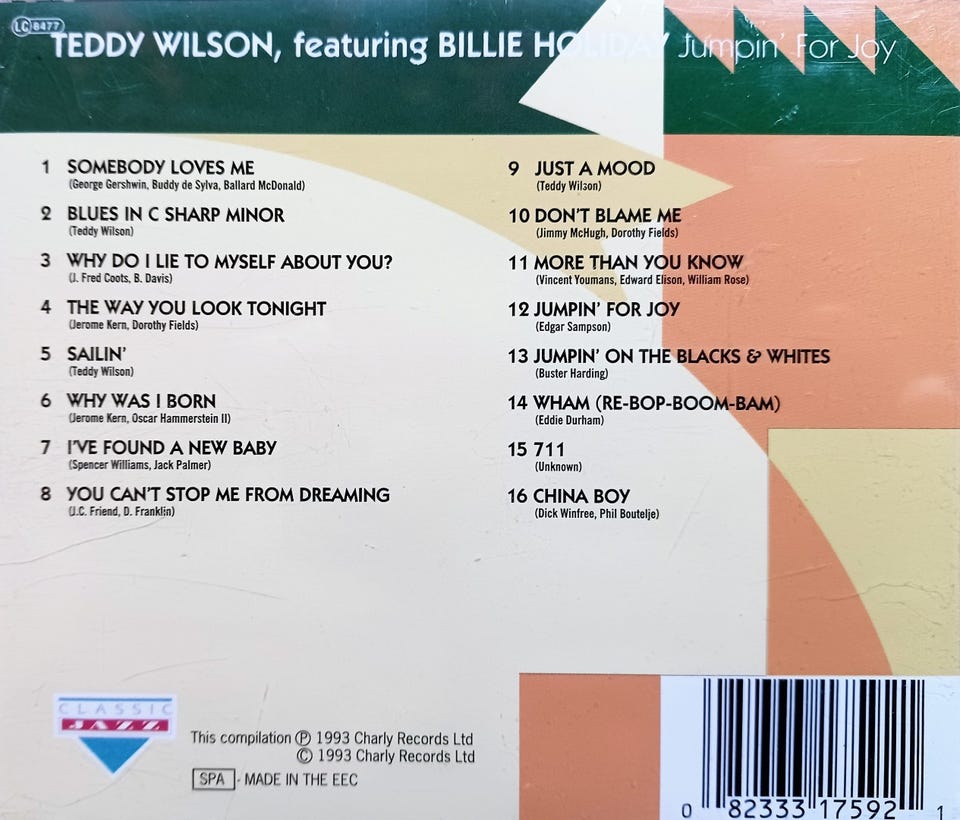 LC 8477
TEDDY WILSON, featuring BILLIE HOLIDAY Jumpin' For Joy
1 SOMEBODY LOVES ME
(George Gershwin, Buddy de Sylva, Ballard McDonald)
2 BLUES IN C SHARP MINOR
(Teddy Wilson)
3 WHY DO I LIE TO MYSELF ABOUT YOU?
(J. Fred Coots, B. Davis)
4 THE WAY YOU LOOK TONIGHT
(Jerome Kern, Dorothy Fields)
5 SAILIN'
(Teddy Wilson)
6 WHY WAS I BORN
(Jerome Kern, Oscar Hammerstein II)
7 I'VE FOUND A NEW BABY
(Spencer Williams, Jack Palmer)
8 YOU CAN'T STOP ME FROM DREAMING
(J.C. Friend, D. Franklin)
9 JUST A MOOD
(Teddy Wilson)
10 DON'T BLAME ME
(Jimmy McHugh, Dorothy Fields)
11 MORE THAN YOU KNOW
(Vincent Youmans, Edward Elison, William Rose)
12 JUMPIN' FOR JOY
(Edgar Sampson)
13 JUMPIN' ON THE BLACKS & WHITES
(Buster Harding)
14 WHAM (RE-BOP-BOOM-BAM)
(Eddie Durham)
15 711
(Unknown)
16 CHINA BOY
(Dick Winfree, Phil Boutelje)
CLASSIC
JAZZ
This compilation Ⓟ 1993 Charly Records Ltd
© 1993 Charly Records Ltd
SPA - MADE IN THE EEC
0 82333 17592 1